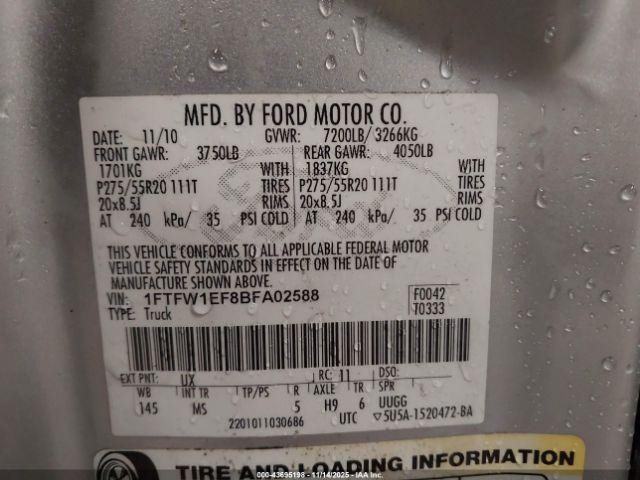 MFD. BY FORD MOTOR CO.
DATE: 11/10 GVWR: 7200LB/ 3266KG
FRONT GAWR: 3750LB REAR GAWR: 4050LB
1701KG WITH 1837KG WITH
P275/55R20 111T TIRES P275/55R20 111T TIRES
20x8.5J RIMS 20x8.5J RIMS
AT 240 kPa/ 35 PSI COLD AT 240 kPa/ 35 PSI COLD
THIS VEHICLE CONFORMS TO ALL APPLICABLE FEDERAL MOTOR
VEHICLE SAFETY STANDARDS IN EFFECT ON THE DATE OF
MANUFACTURE SHOWN ABOVE.
VIN: 1FTFW1EF8BFA02588 F0042
TYPE: Truck T0333
EXT PNT: UX RC: 11 DSO:
WB INT TR TP/PS R AXLE TR SPR
145 MS 5 H9 6 UUGG
2201011030686 UTC ▽5U5A-1520472-BA
TIRE AND LOADING INFORMATION
000-43695198 - 11/14/2025 - IAAI Inc.